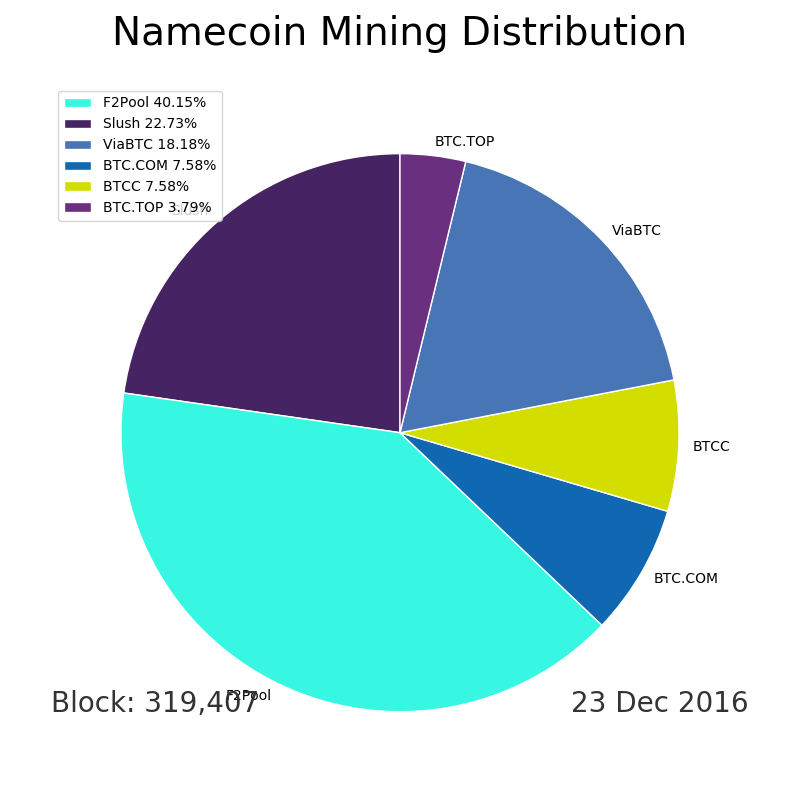 Namecoin Mining Distribution
F2Pool 40.15%
Slush 22.73%
ViaBTC 18.18%
BTC.COM 7.58%
BTCC 7.58%
BTC.TOP 3.79%
BTC.TOP
Slush
ViaBTC
BTCC
BTC.COM
F2Pool
Block: 319,407
23 Dec 2016